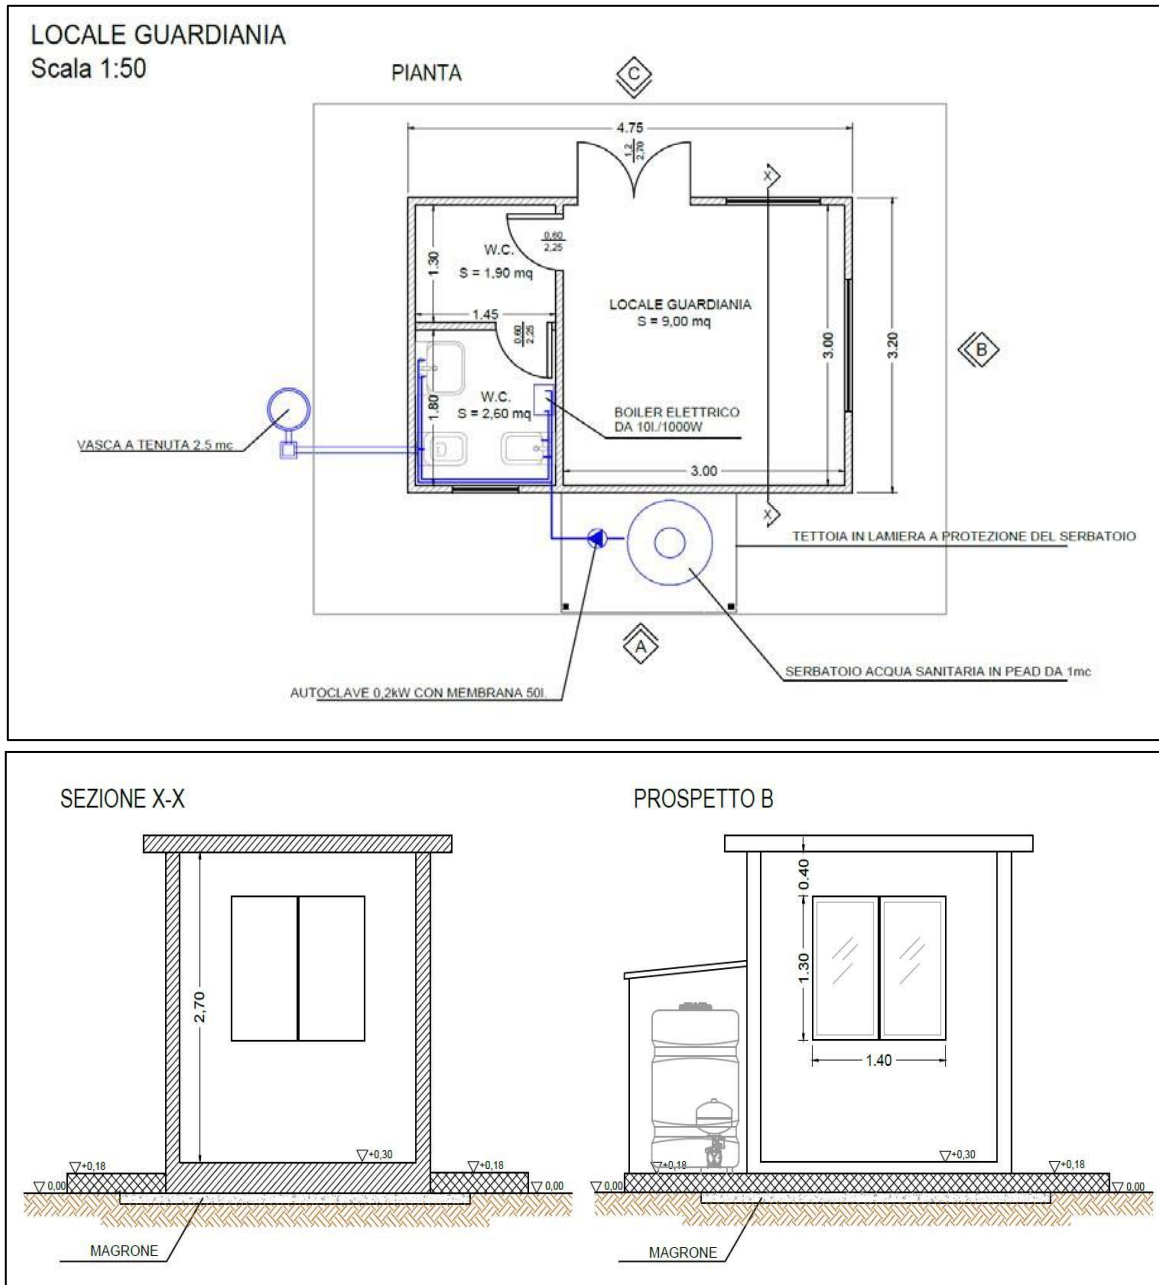 LOCALE GUARDIANIA
Scala 1:50
PIANTA
C
4.75
1.2
2,70
X
0,60
2,25
W.C.
S = 1,90 mq
1.30
1.45
0,60
2,25
LOCALE GUARDIANIA
S = 9,00 mq
3.00
3.20
B
W.C.
S = 2,60 mq
1.80
BOILER ELETTRICO
DA 10l./1000W
VASCA A TENUTA 2.5 mc
3.00
X
TETTOIA IN LAMIERA A PROTEZIONE DEL SERBATOIO
A
SERBATOIO ACQUA SANITARIA IN PEAD DA 1mc
AUTOCLAVE 0,2kW CON MEMBRANA 50l.
SEZIONE X-X
2,70
+0,30
+0,18
+0,18
0,00
0,00
MAGRONE
PROSPETTO B
0.40
1.30
1.40
+0,30
+0,18
+0,18
0,00
0,00
MAGRONE